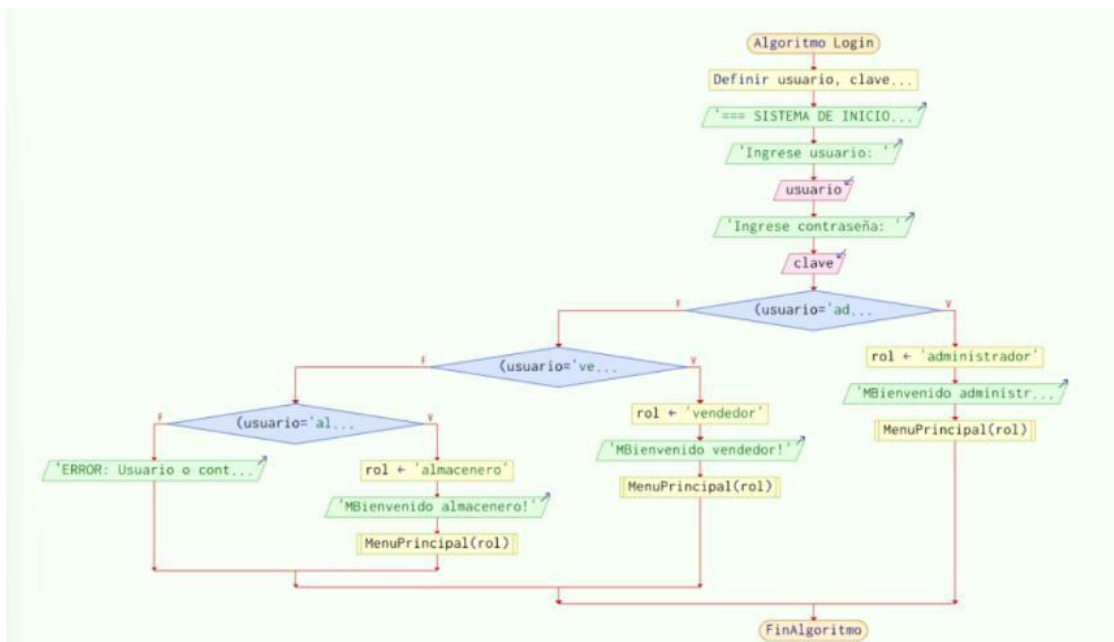 Algoritmo Login
Definir usuario, clave...
'=== SISTEMA DE INICIO...
'Ingrese usuario: '
usuario
'Ingrese contraseña: '
clave
F
(usuario='ad...
V
rol ← 'administrador'
'MBienvenido administr...
MenuPrincipal(rol)
F
(usuario='ve...
V
rol ← 'vendedor'
'MBienvenido vendedor!'
MenuPrincipal(rol)
F
(usuario='al...
V
'ERROR: Usuario o cont...
rol ← 'almacenero'
'MBienvenido almacenero!'
MenuPrincipal(rol)
FinAlgoritmo